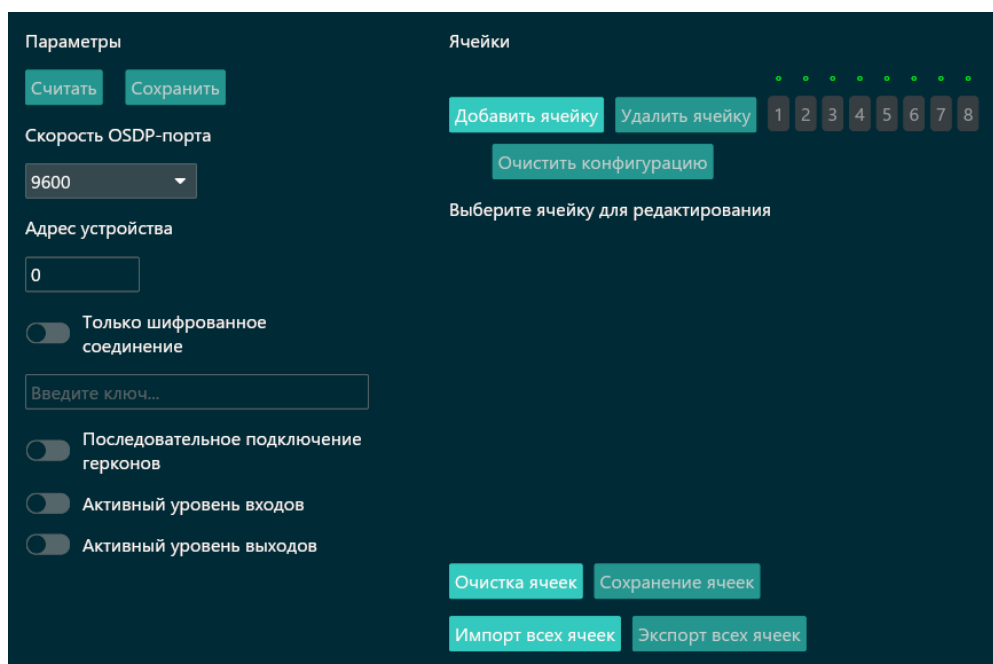 Параметры
Считать
Сохранить
Скорость OSDP-порта
9600
Адрес устройства
0
Только шифрованное
соединение
Введите ключ...
Последовательное подключение
герконов
Активный уровень входов
Активный уровень выходов
Ячейки
Добавить ячейку
Удалить ячейку
1 2 3 4 5 6 7 8
Очистить конфигурацию
Выберите ячейку для редактирования
Очистка ячеек
Сохранение ячеек
Импорт всех ячеек
Экспорт всех ячеек